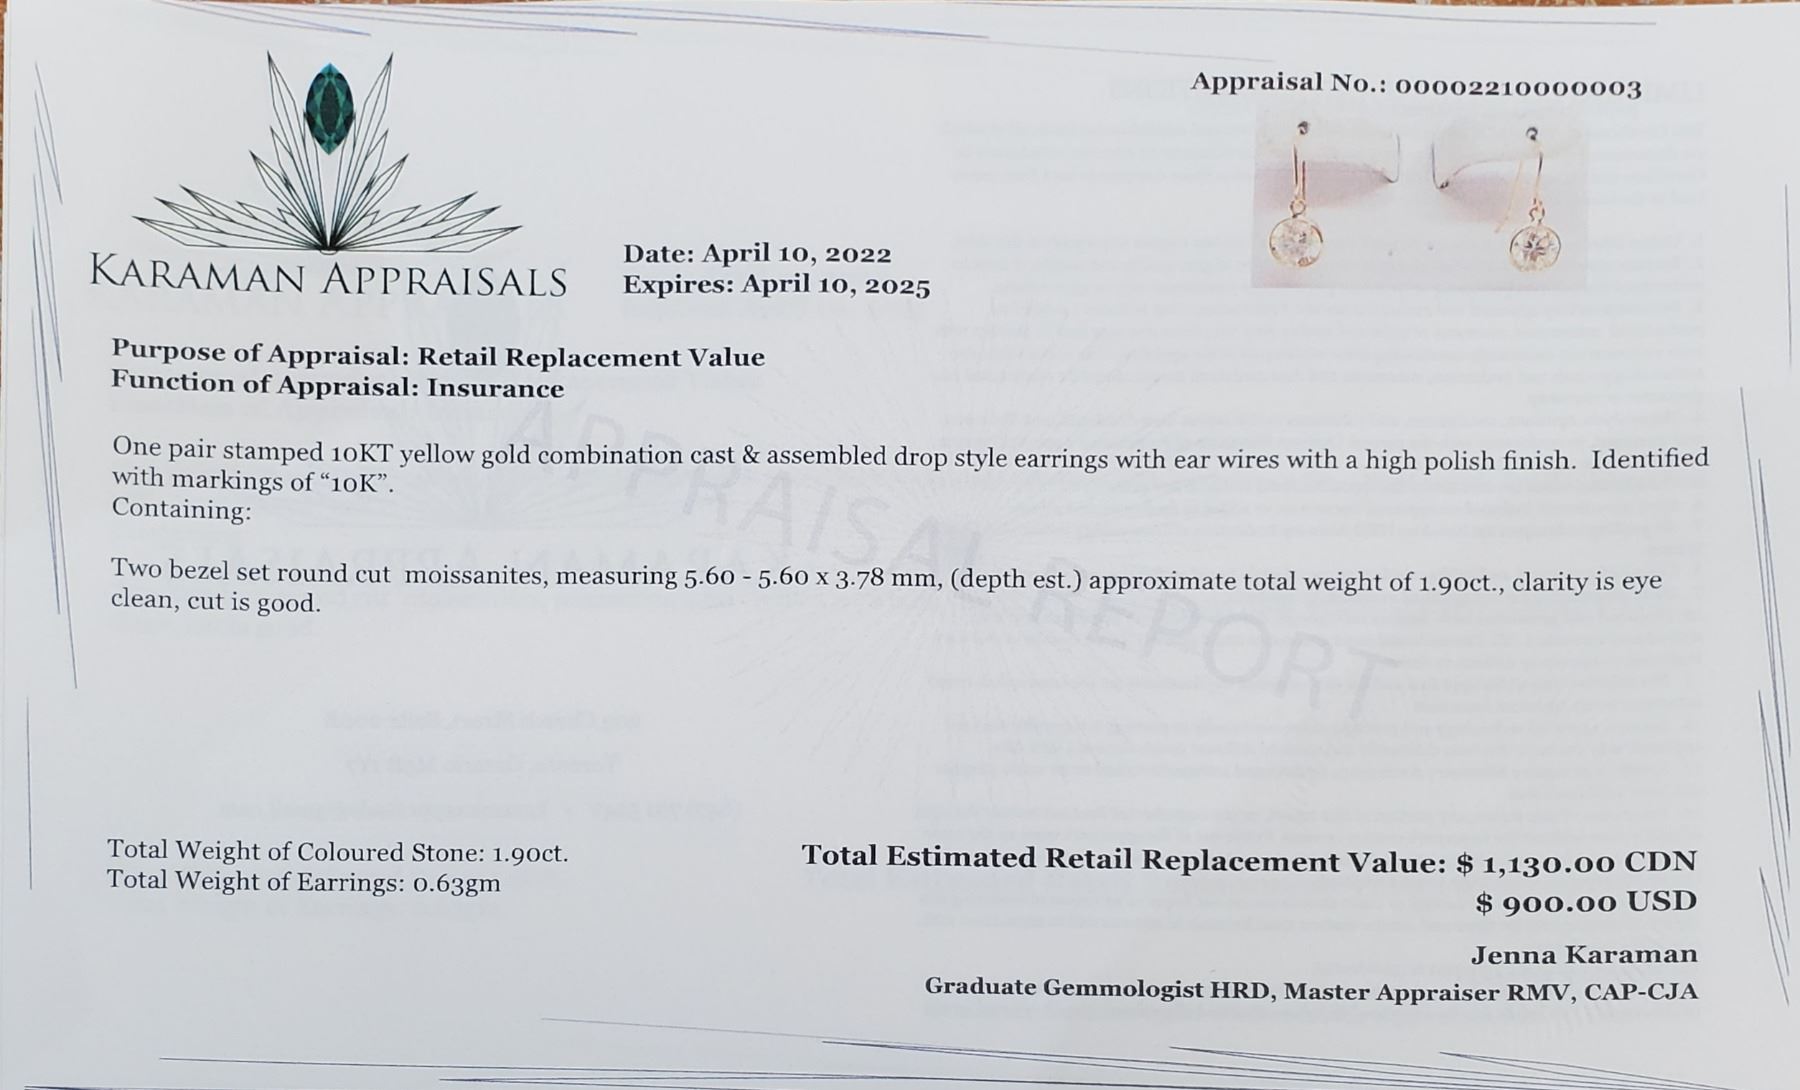 Appraisal No.: 00002210000003
KARAMAN APPRAISALS
Date: April 10, 2022
Expires: April 10, 2025
Purpose of Appraisal: Retail Replacement Value
Function of Appraisal: Insurance
One pair stamped 10KT yellow gold combination cast & assembled drop style earrings with ear wires with a high polish finish. Identified
with markings of “10K”.
Containing:
Two bezel set round cut moissanites, measuring 5.60 - 5.60 x 3.78 mm, (depth est.) approximate total weight of 1.90ct., clarity is eye
clean, cut is good.
APPRAISAL REPORT
Total Weight of Coloured Stone: 1.90ct.
Total Weight of Earrings: 0.63gm
Total Estimated Retail Replacement Value: $ 1,130.00 CDN
$ 900.00 USD
Jenna Karaman
Graduate Gemmologist HRD, Master Appraiser RMV, CAP-CJA